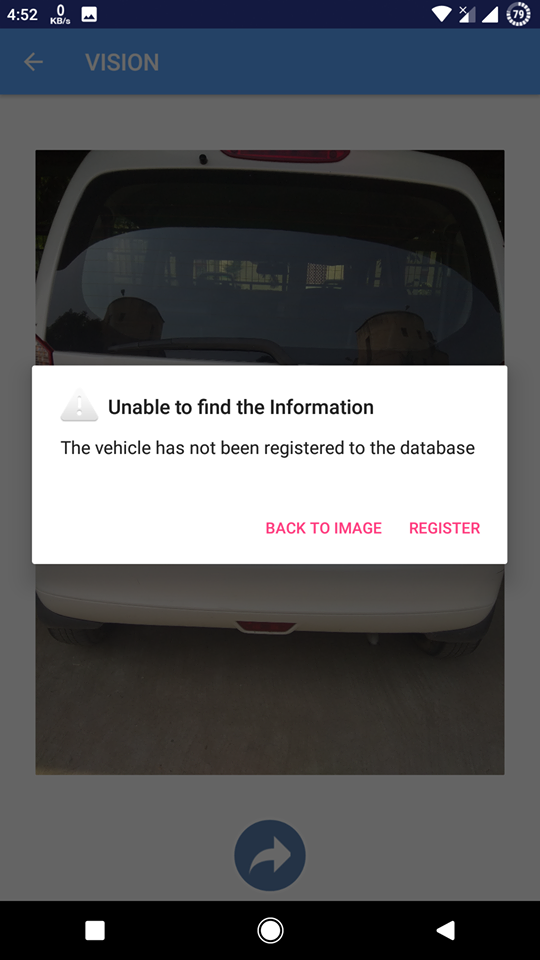 4:52 0 KB/s 79
VISION
Unable to find the Information
The vehicle has not been registered to the database
BACK TO IMAGE REGISTER